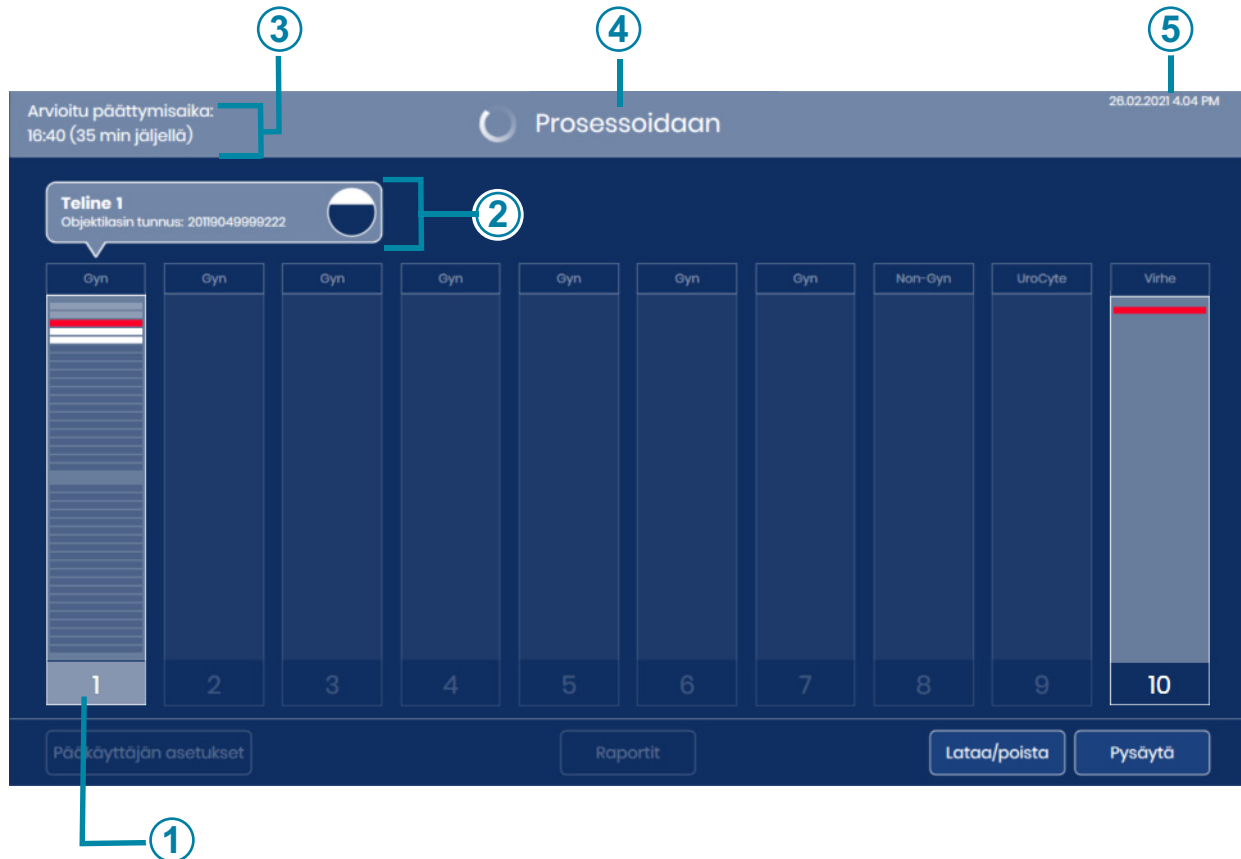 3
4
5
Arvioitu päättymisaika:
16:40 (35 min jäljellä)
Prosessoidaan
26.02.2021 4.04 PM
Teline 1
Objektilasin tunnus: 20119049999222
2
Gyn
Gyn
Gyn
Gyn
Gyn
Gyn
Gyn
Non-Gyn
UroCyte
Virhe
1
2
3
4
5
6
7
8
9
10
Pääkäyttäjän asetukset
Raportit
Lataa/poista
Pysäytä
1